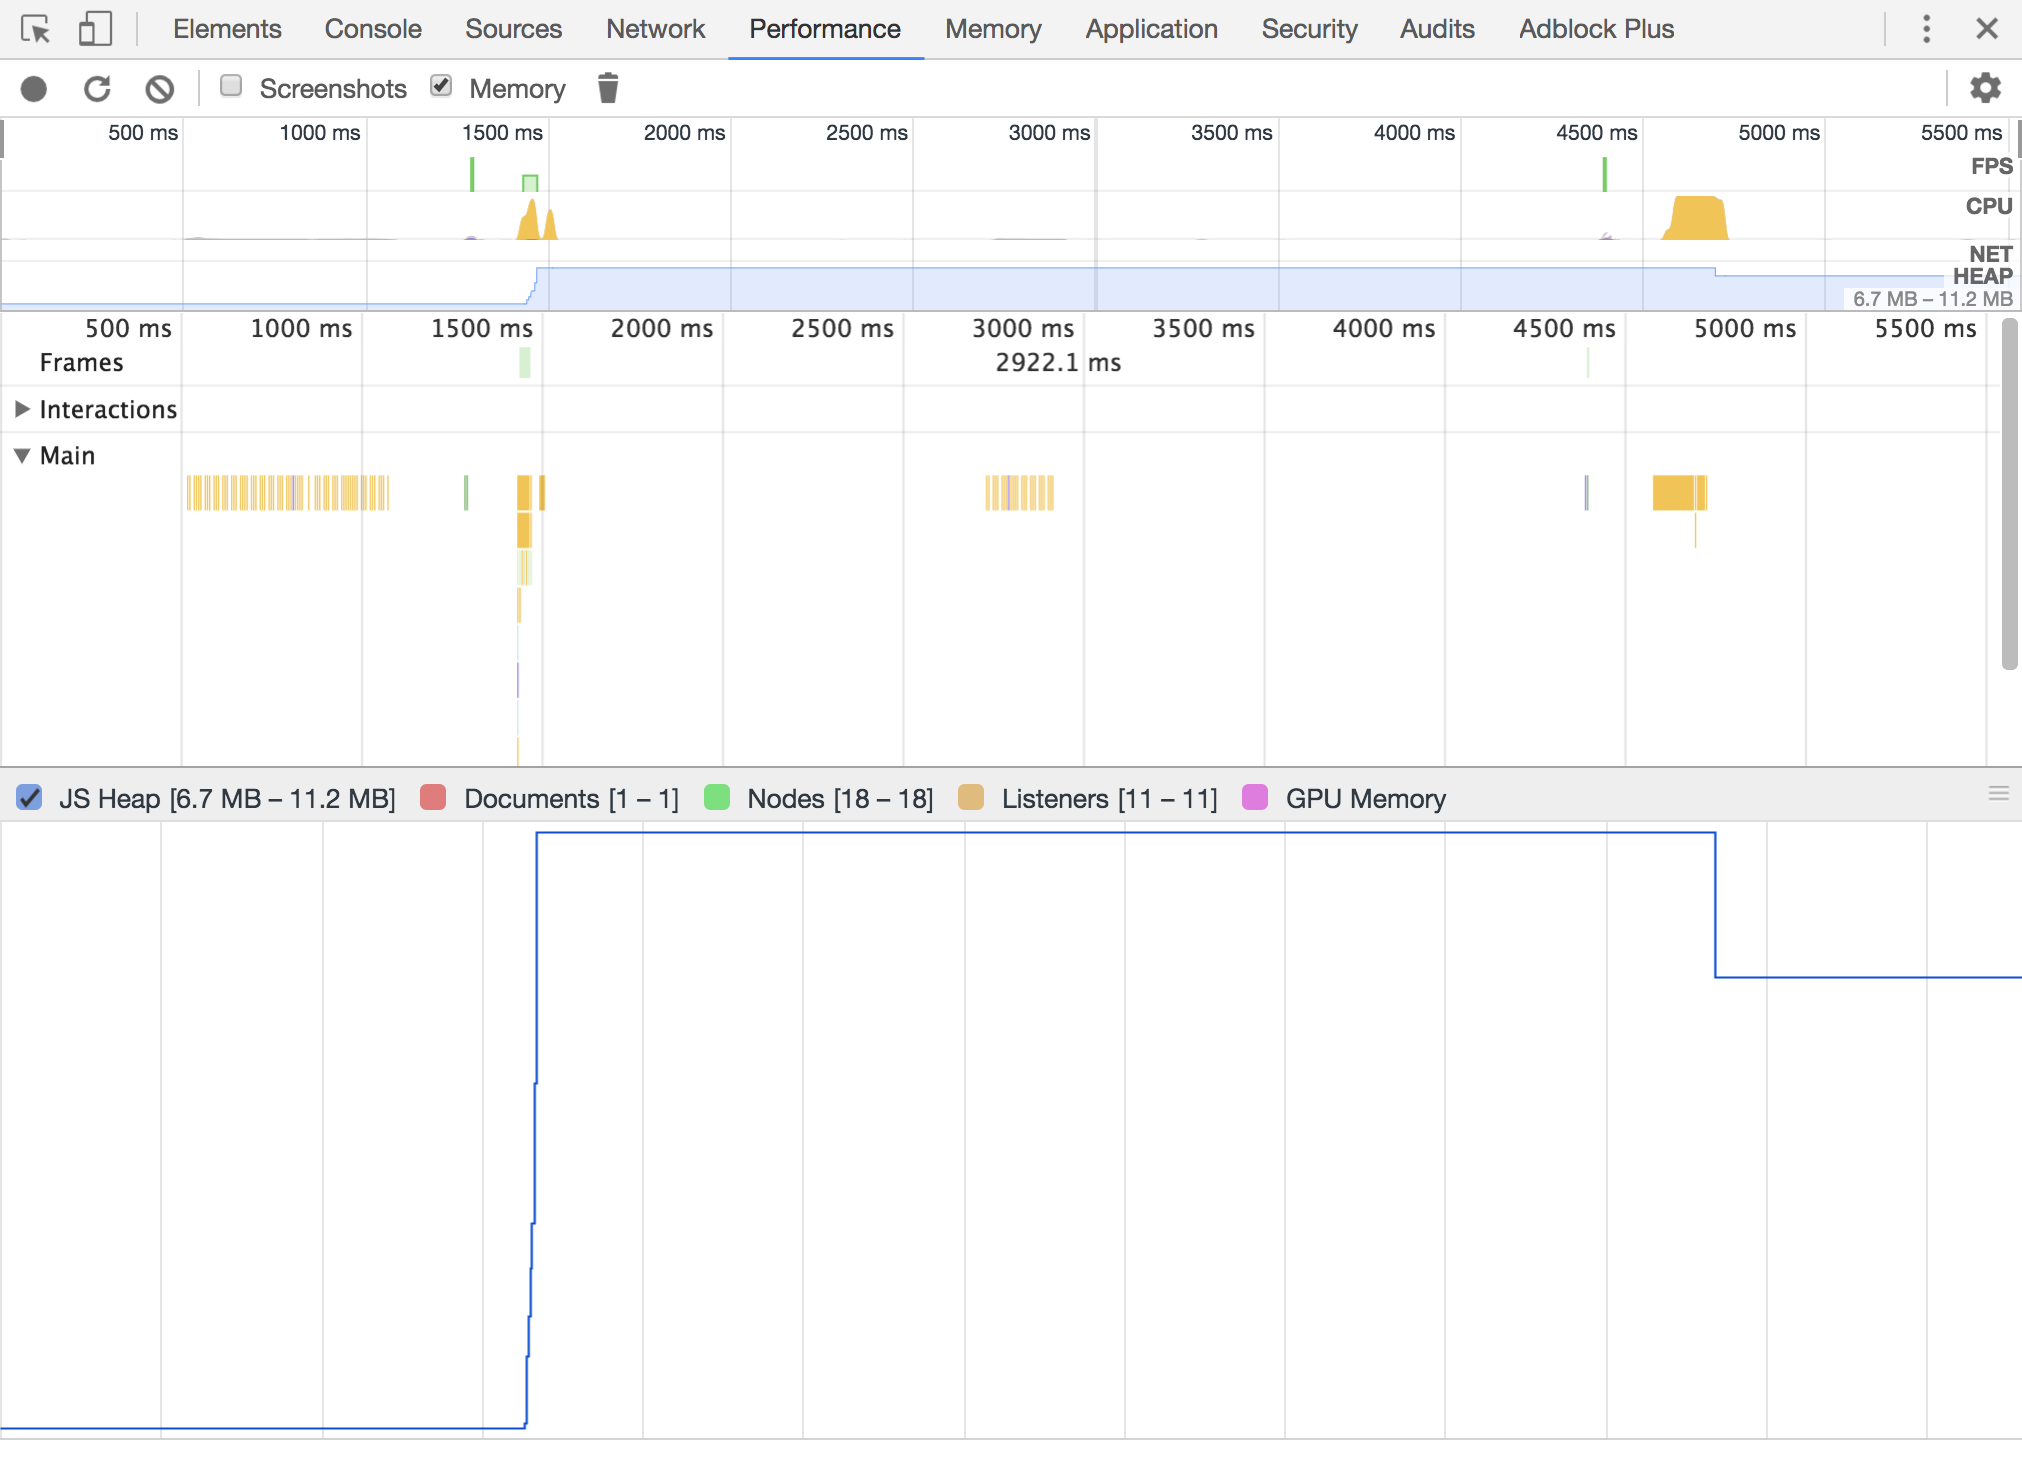 Elements Console Sources Network Performance Memory Application Security Audits Adblock Plus
Screenshots Memory
500 ms 1000 ms 1500 ms 2000 ms 2500 ms 3000 ms 3500 ms 4000 ms 4500 ms 5000 ms 5500 ms
FPS
CPU
NET
HEAP
6.7 MB – 11.2 MB
500 ms 1000 ms 1500 ms 2000 ms 2500 ms 3000 ms 3500 ms 4000 ms 4500 ms 5000 ms 5500 ms
Frames 2922.1 ms
Interactions
Main
JS Heap [6.7 MB – 11.2 MB] Documents [1 – 1] Nodes [18 – 18] Listeners [11 – 11] GPU Memory